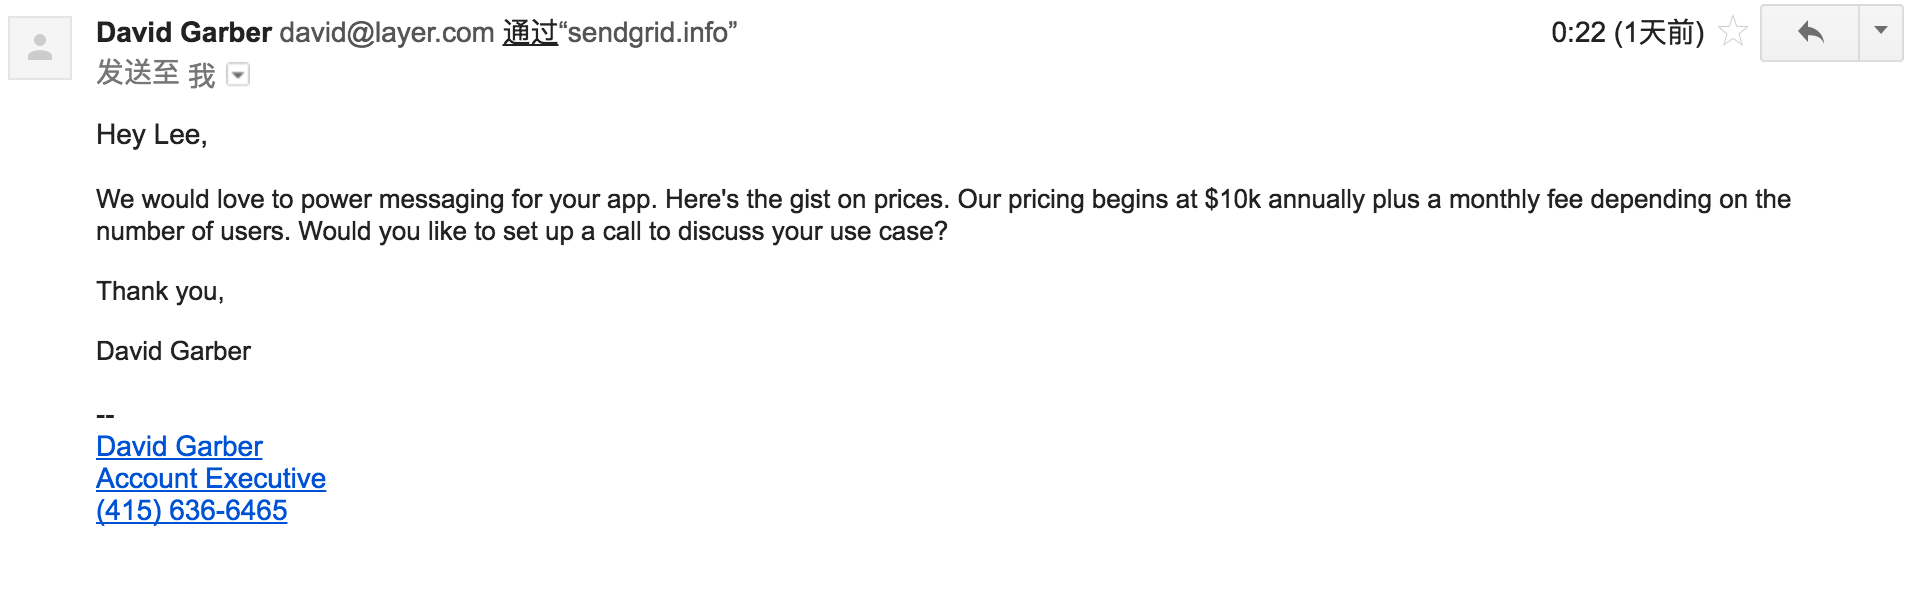 David Garber david@layer.com 通过“sendgrid.info” 0:22 (1天前)
发送至 我
Hey Lee,
We would love to power messaging for your app. Here's the gist on prices. Our pricing begins at $10k annually plus a monthly fee depending on the
number of users. Would you like to set up a call to discuss your use case?
Thank you,
David Garber
--
David Garber
Account Executive
(415) 636-6465